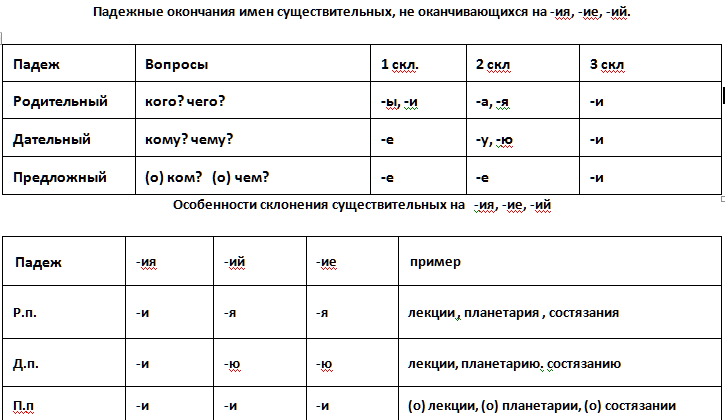 Падежные окончания имен существительных, не оканчивающихся на -ия, -ие, -ий.
Падеж Вопросы 1 скл. 2 скл 3 скл
Родительный кого? чего? -ы, -и -а, -я -и
Дательный кому? чему? -е -у, -ю -и
Предложный (о) ком? (о) чем? -е -е -и
Особенности склонения существительных на -ия, -ие, -ий
Падеж -ия -ий -ие пример
Р.п. -и -я -я лекции , планетария , состязания
Д.п. -и -ю -ю лекции, планетарию. состязанию
П.п -и -и -и (о) лекции, (о) планетарии, (о) состязании